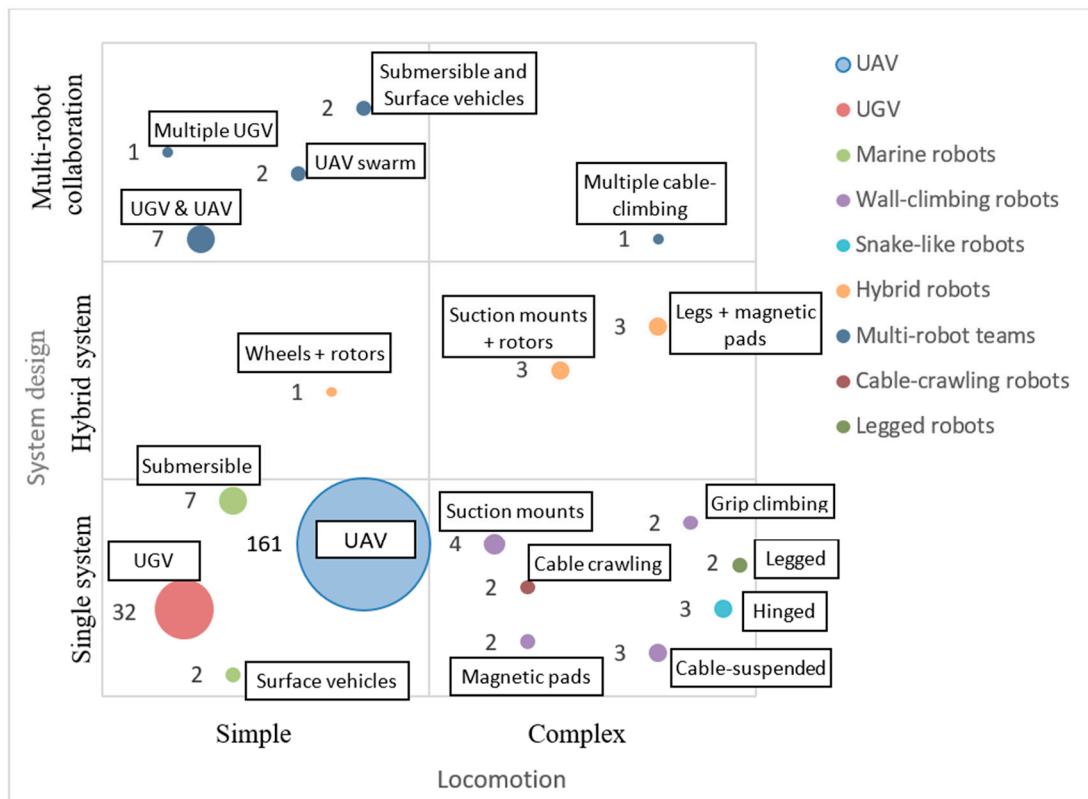 System design
Multi-robot
collaboration
Hybrid system
Single system
Submersible and
Surface vehicles
2
Multiple UGV
1
UAV swarm
2
UGV & UAV
7
Multiple cable-
climbing
1
Wheels + rotors
1
Suction mounts
+ rotors
3
Legs + magnetic
pads
3
Submersible
7
UAV
161
UGV
32
Surface vehicles
2
Suction mounts
4
Cable crawling
2
Magnetic pads
2
Grip climbing
2
Legged
2
Hinged
3
Cable-suspended
3
Simple
Complex
Locomotion
UAV
UGV
Marine robots
Wall-climbing robots
Snake-like robots
Hybrid robots
Multi-robot teams
Cable-crawling robots
Legged robots